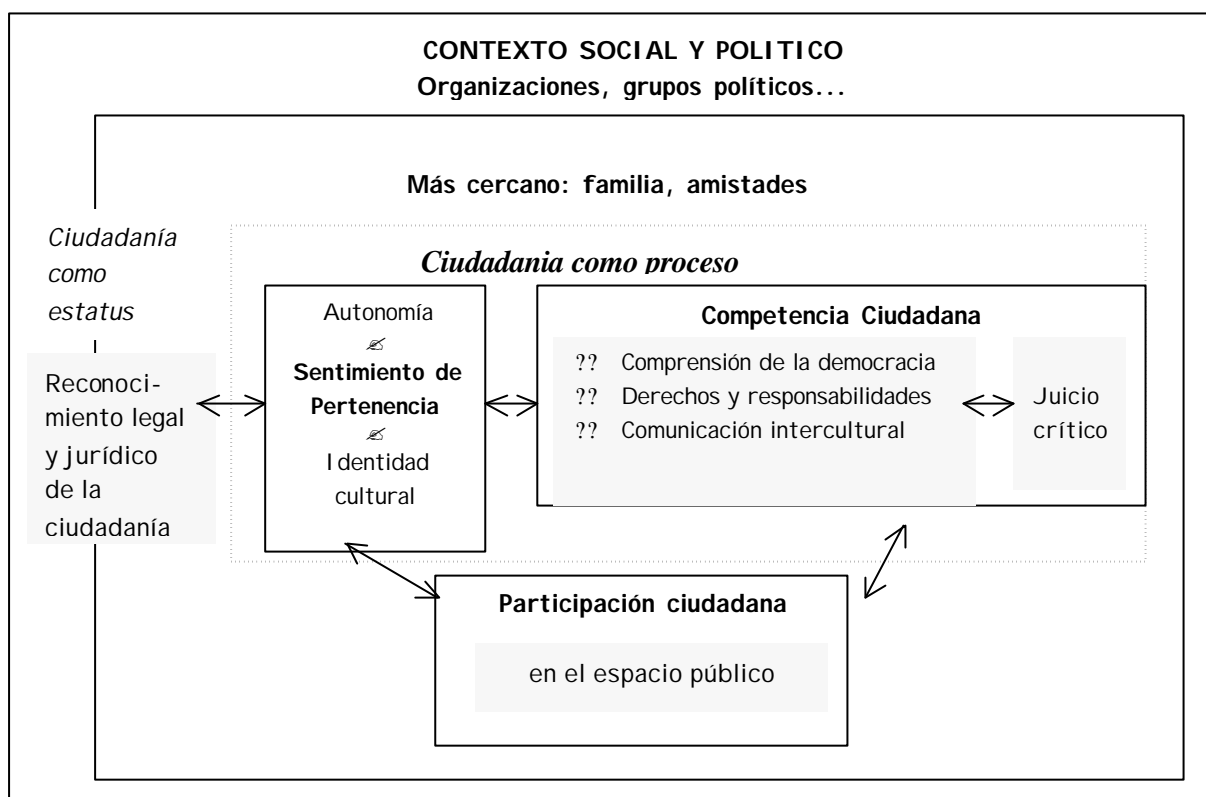 CONTEXTO SOCIAL Y POLITICO
Organizaciones, grupos políticos...
Más cercano: familia, amistades
Ciudadanía
como
estatus
Reconoci-
miento legal
y jurídico
de la
ciudadanía
Ciudadania como proceso
Autonomía
Sentimiento de
Pertenencia
Identidad
cultural
Competencia Ciudadana
?? Comprensión de la democracia
?? Derechos y responsabilidades
?? Comunicación intercultural
Juicio
crítico
Participación ciudadana
en el espacio público